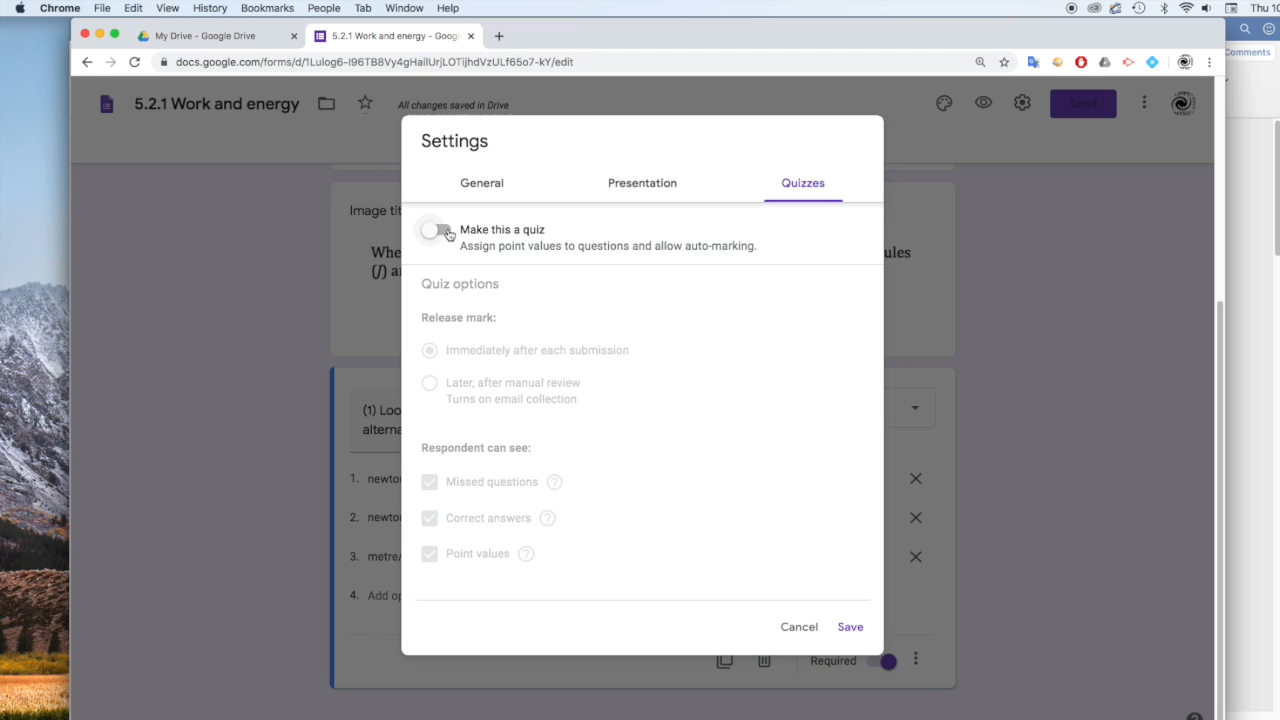 Chrome File Edit View History Bookmarks People Tab Window Help Thu 10
My Drive - Google Drive 5.2.1 Work and energy - Goog
docs.google.com/forms/d/1LuIog6-I96TB8Vy4gHailUrjLOTijhdVzULf65o7-kY/edit
Comments
5.2.1 Work and energy All changes saved in Drive Send
Settings
General Presentation Quizzes
Image tit
Make this a quiz
Assign point values to questions and allow auto-marking.
Whe ules
(J) a
Quiz options
Release mark:
Immediately after each submission
Later, after manual review
Turns on email collection
(1) Loo
alterna
Respondent can see:
1. newto
Missed questions
2. newto
Correct answers
3. metre/
Point values
4. Add op
Cancel Save
Required